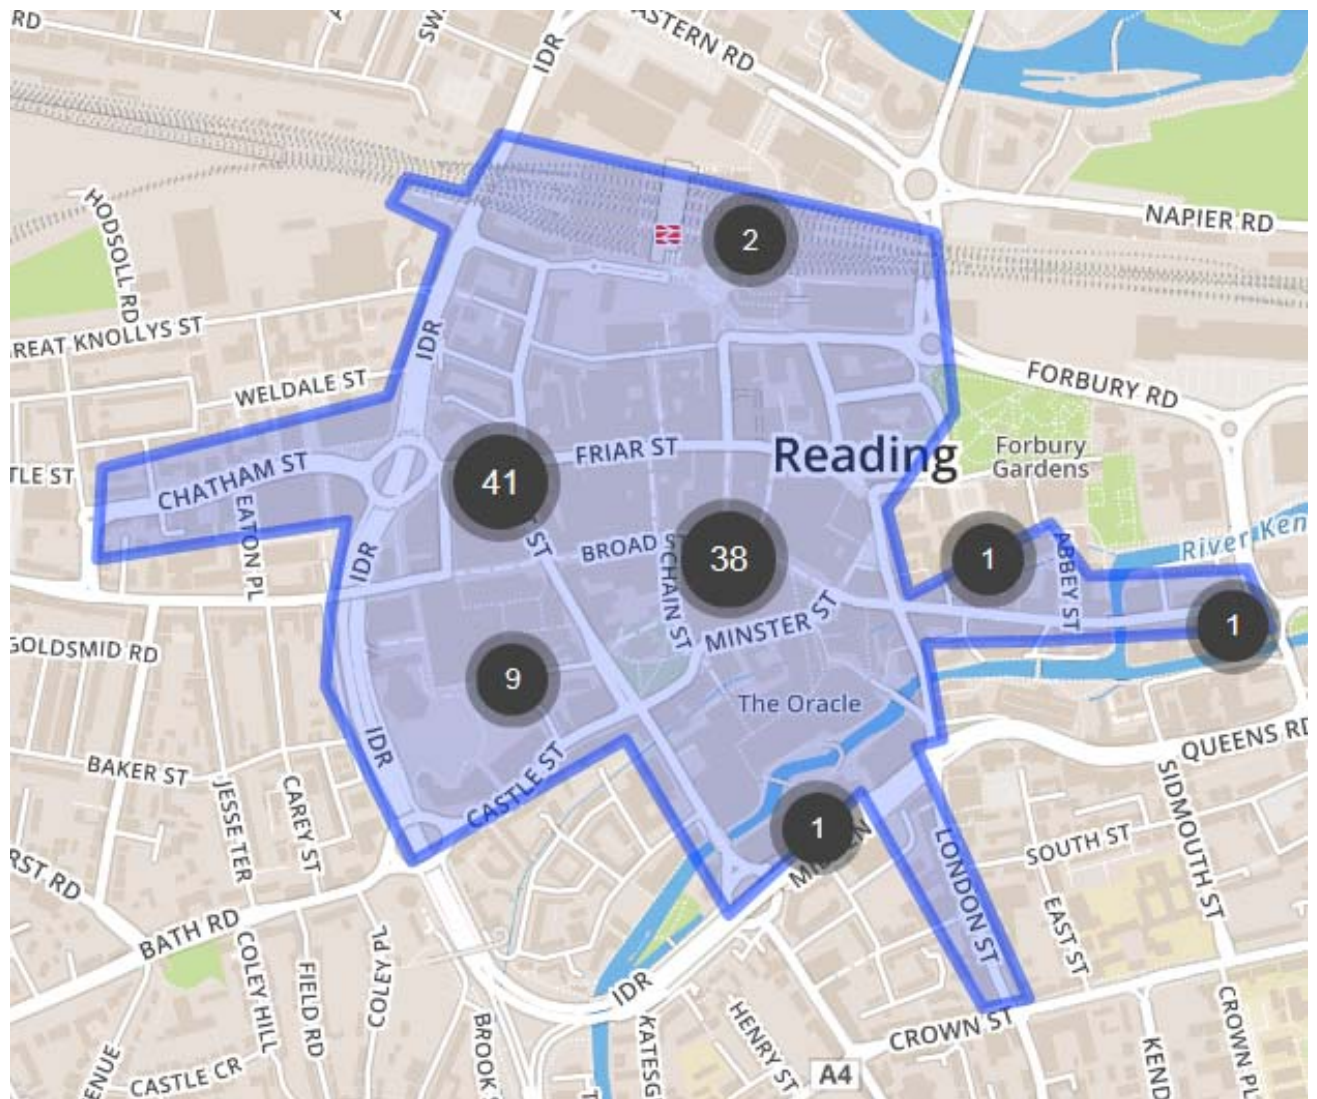 RD
SW
IDR
ASTERN RD
NAPIER RD
HODSOLL RD
REAT KNOLLYS ST
IDR
WELDALE ST
FORBURY RD
2
TLE ST
CHATHAM ST
EATON PL
41
FRIAR ST
Reading
Forbury
Gardens
ST
BROAD S
CHAIN ST
38
1
ABBEY ST
River Ken
IDR
GOLDSMID RD
9
MINSTER ST
1
The Oracle
IDR
QUEENS RD
BAKER ST
JESSE TER
CAREY ST
CASTLE ST
1
MI
N
LONDON ST
SOUTH ST
SIDMOUTH ST
RST RD
BATH RD
EAST ST
COLEY HILL
FIELD RD
COLEY PL
IDR
CROWN ST
CROWN PL
BROOK
KATESG
HENRY ST
A4
KEND
ENUE
CASTLE CR
T